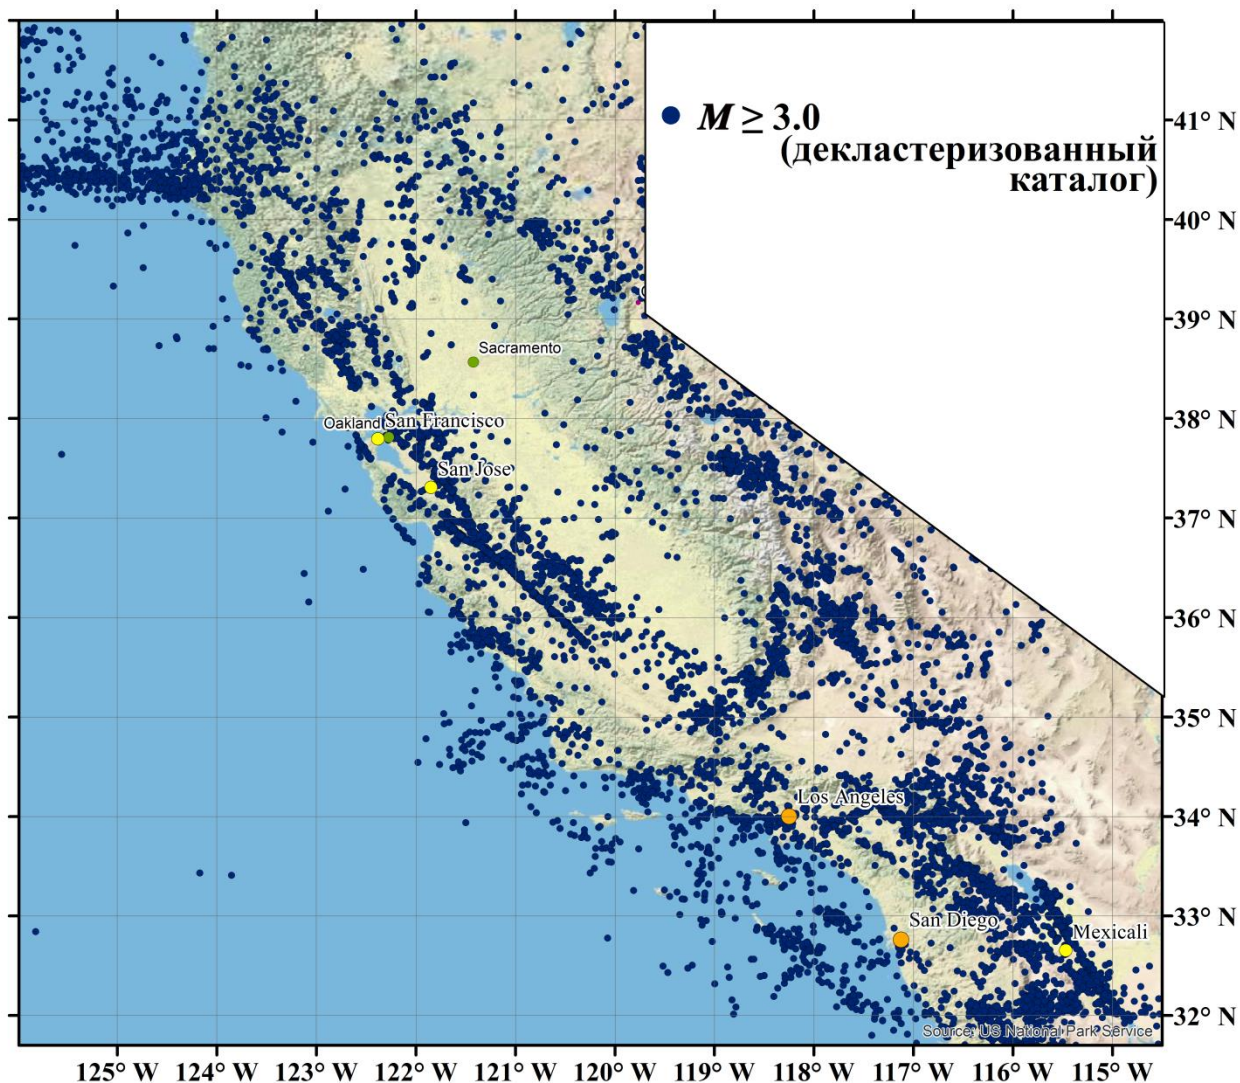 M ≥ 3.0
(декластеризованный
каталог)
41° N
40° N
39° N
Sacramento
38° N
Oakland
San Francisco
San Jose
37° N
36° N
35° N
Los Angeles
34° N
33° N
San Diego
Mexicali
32° N
Source: US National Park Service
125° W 124° W 123° W 122° W 121° W 120° W 119° W 118° W 117° W 116° W 115° W